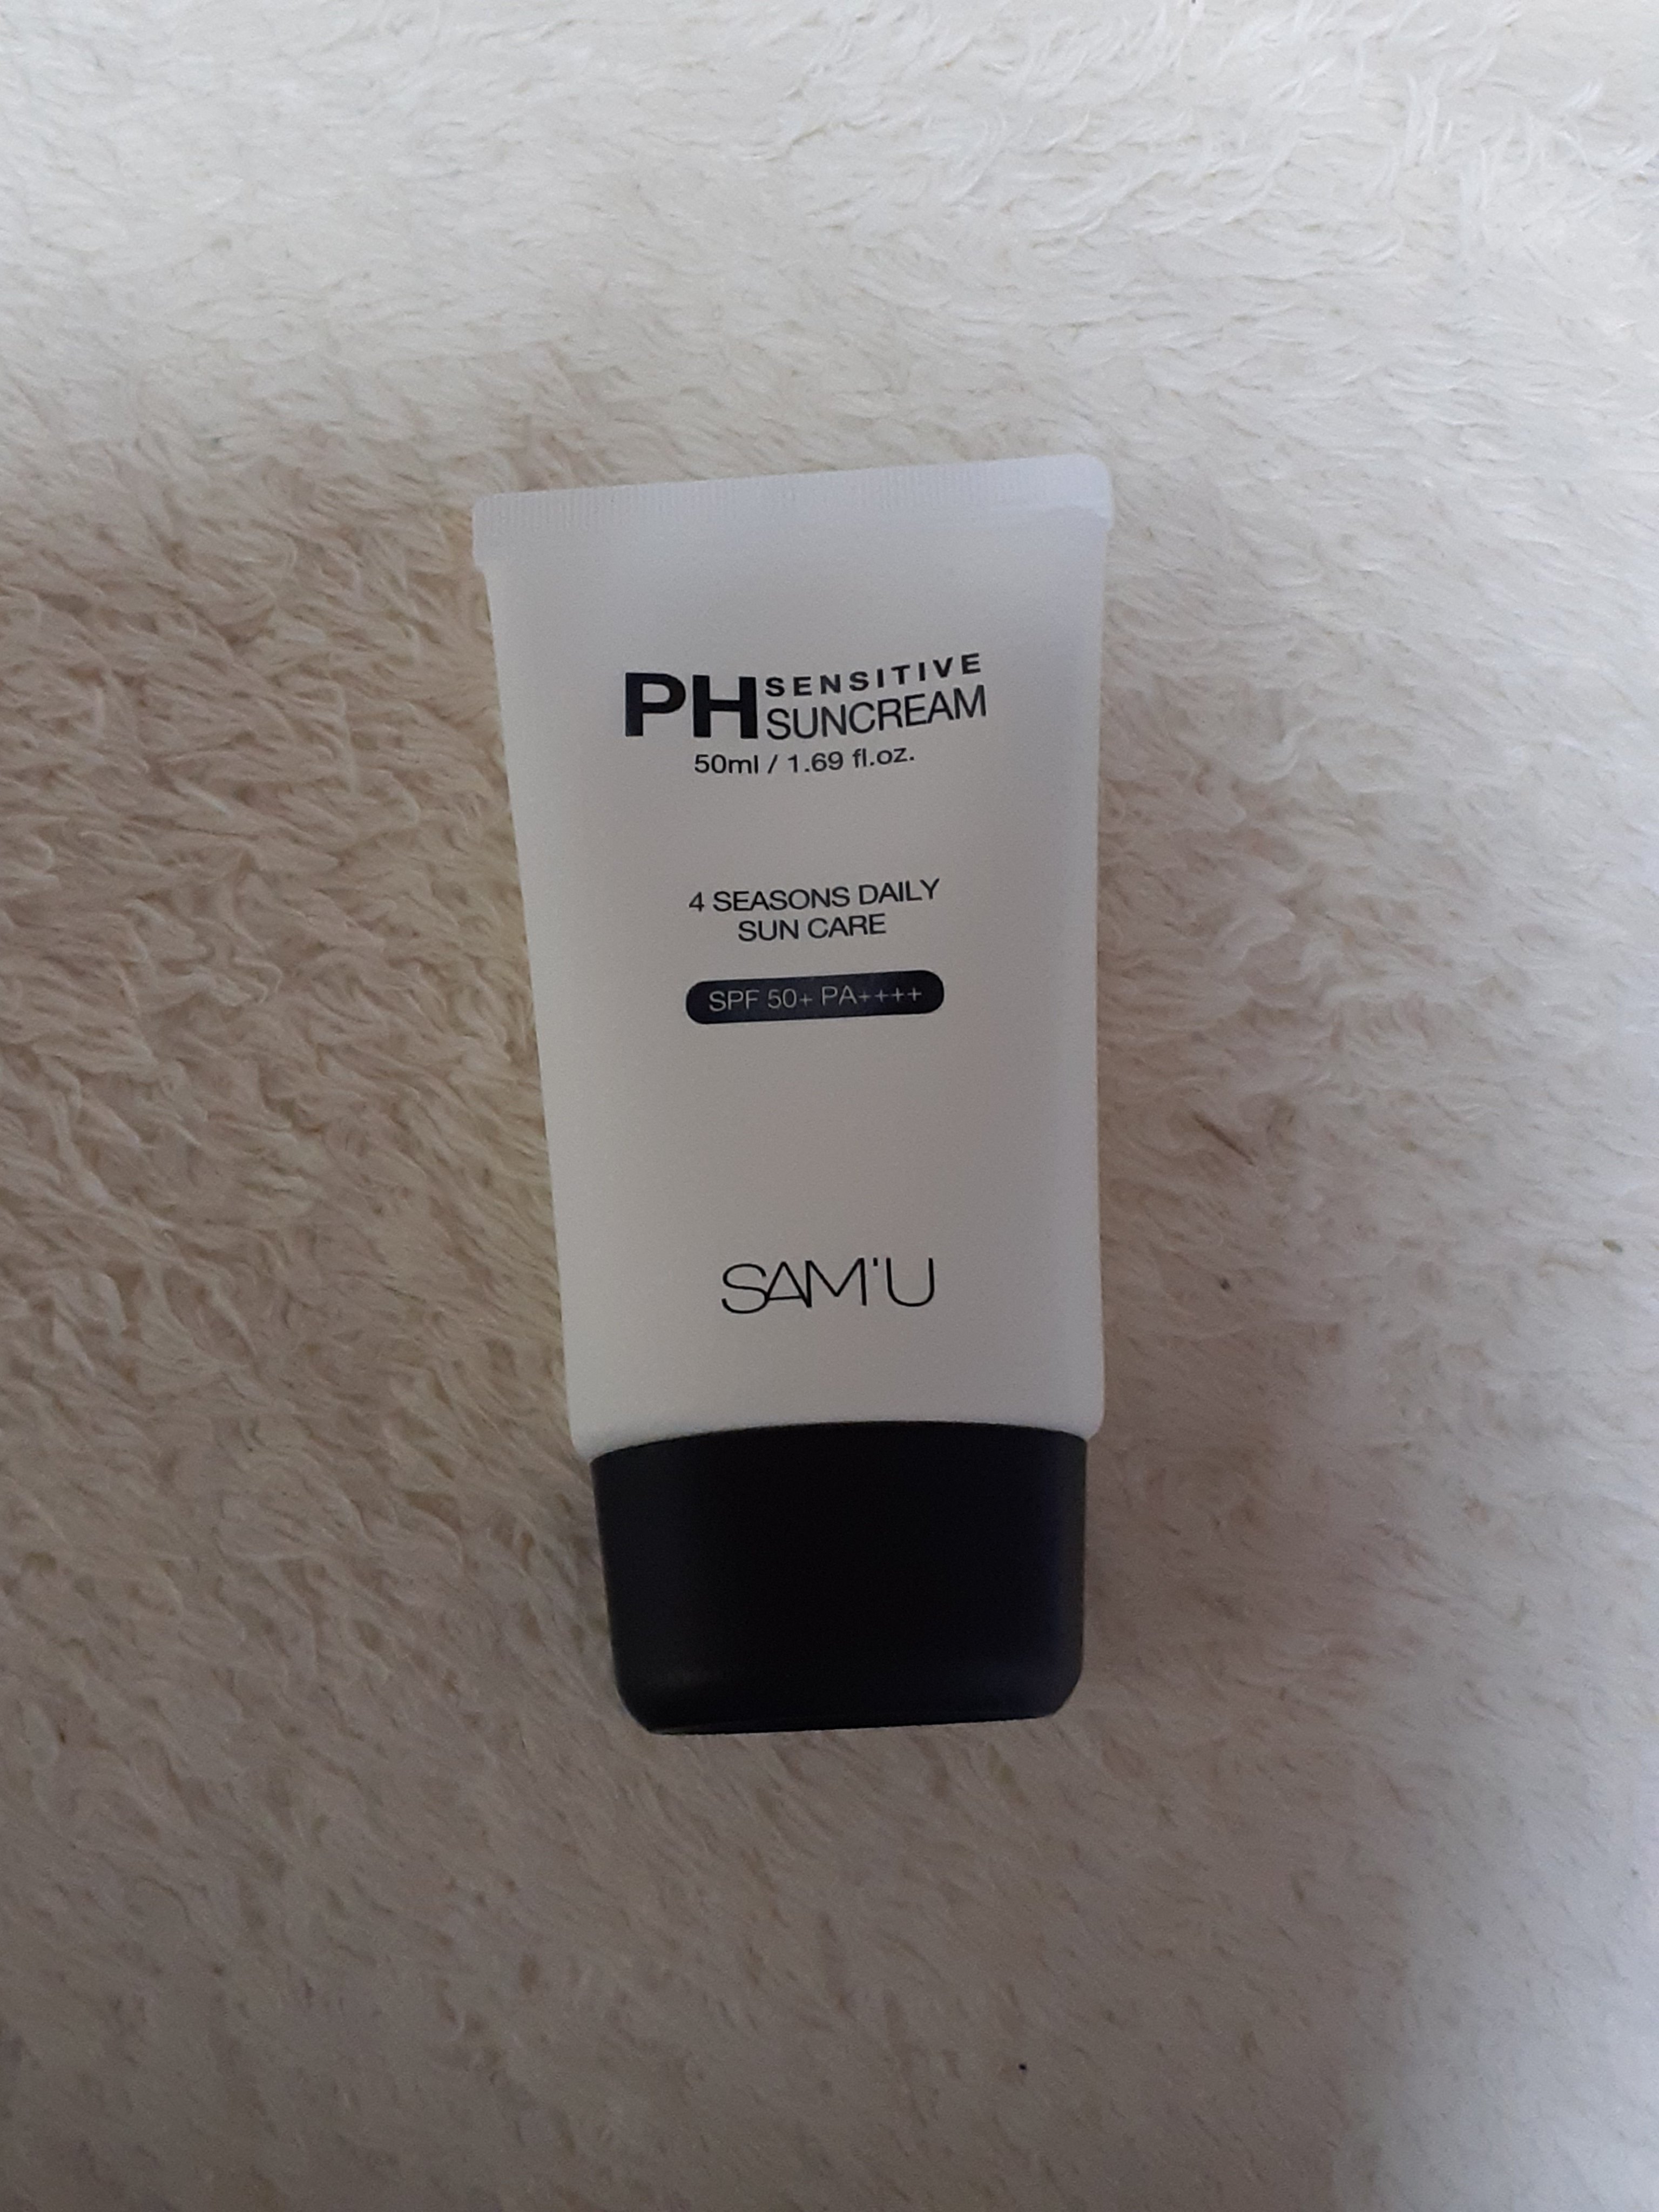 PH SENSITIVE
SUNCREAM
50ml / 1.69 fl.oz.
4 SEASONS DAILY
SUN CARE
SPF 50+ PA++++
SAM'U